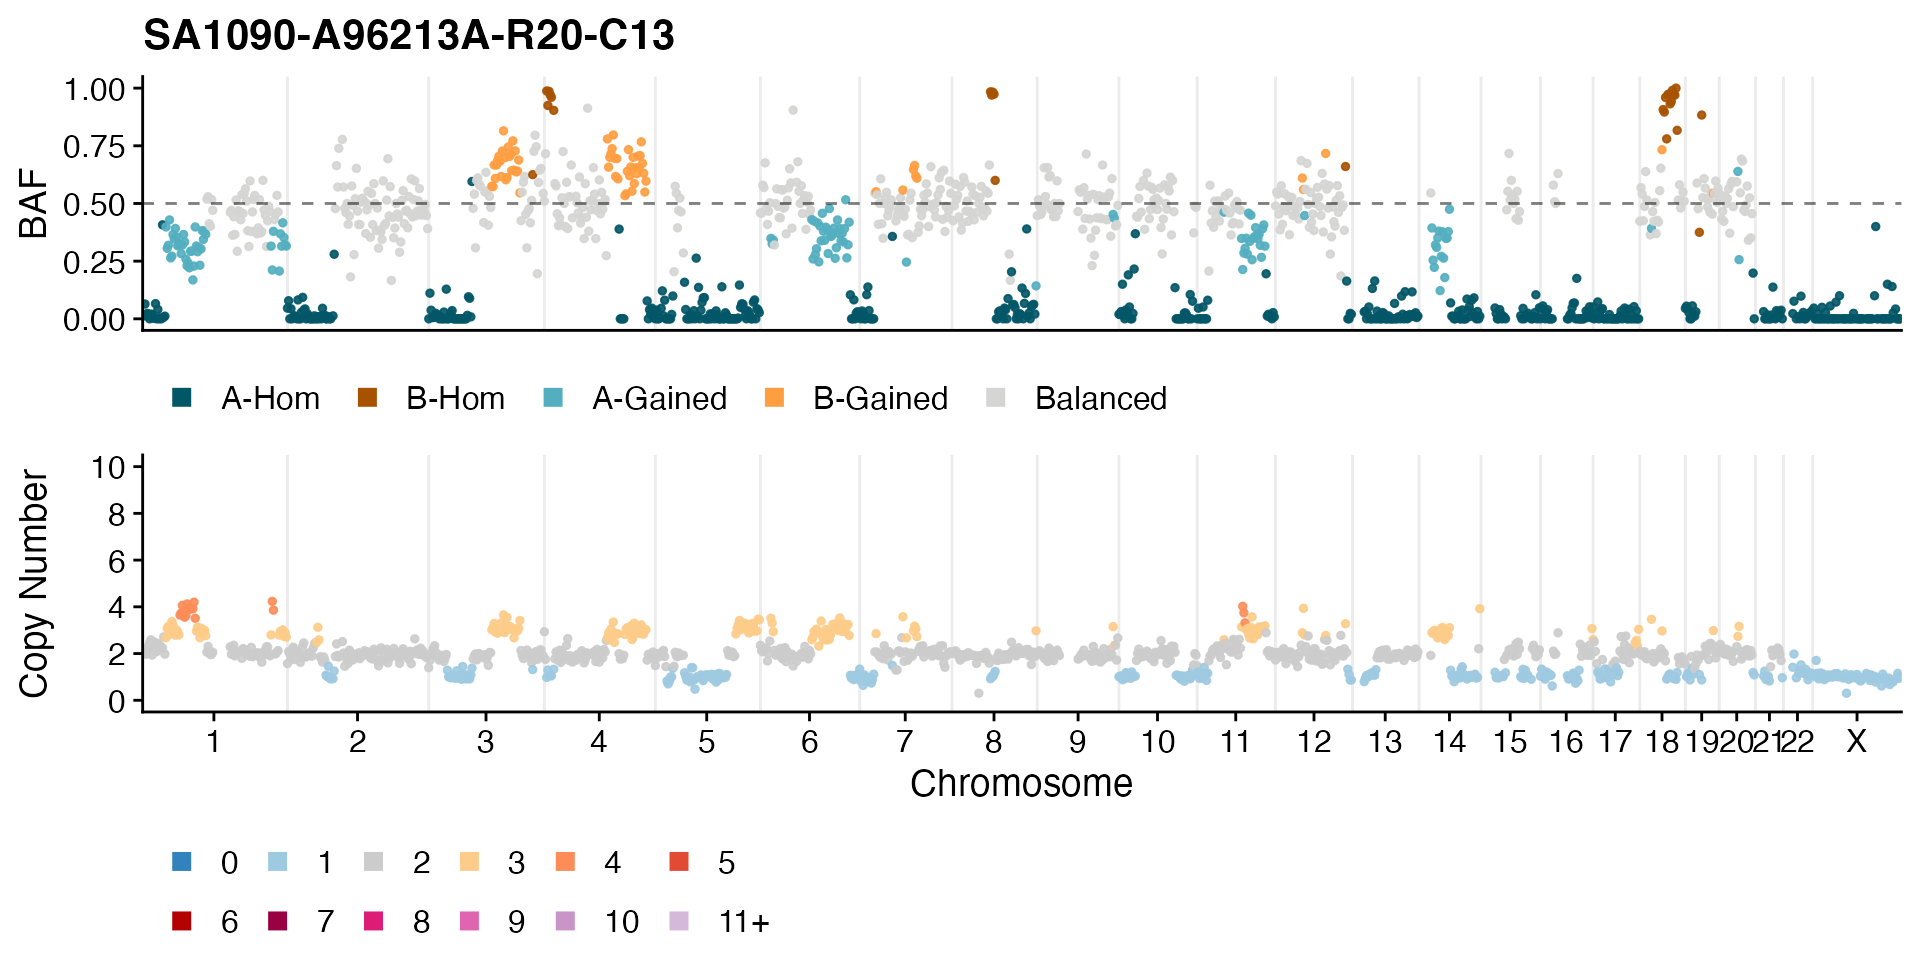 SA1090-A96213A-R20-C13
BAF
1.00
0.75
0.50
0.25
0.00
A-Hom B-Hom A-Gained B-Gained Balanced
Copy Number
10
8
6
4
2
0
1 2 3 4 5 6 7 8 9 10 11 12 13 14 15 16 17 18 19 20 21 22 X
Chromosome
0 1 2 3 4 5
6 7 8 9 10 11+